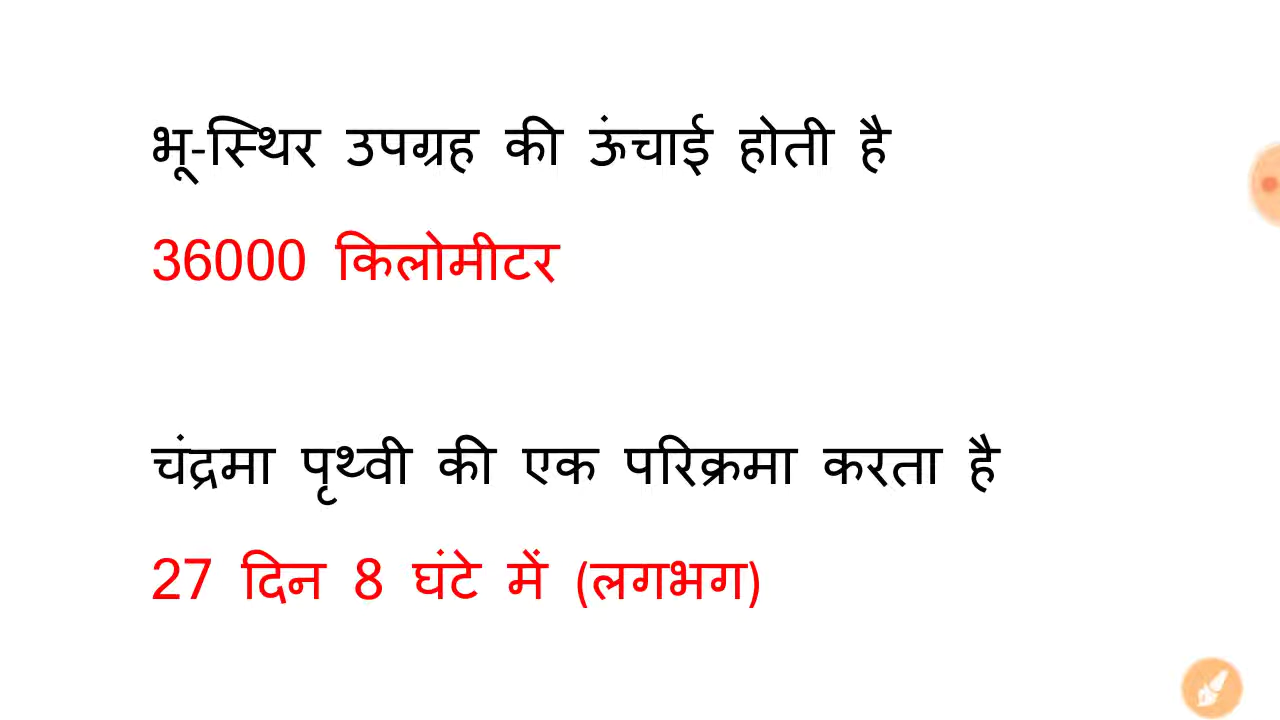 भू-स्थिर उपग्रह की ऊंचाई होती है
36000 किलोमीटर
चंद्रमा पृथ्वी की एक परिक्रमा करता है
27 दिन 8 घंटे में (लगभग)